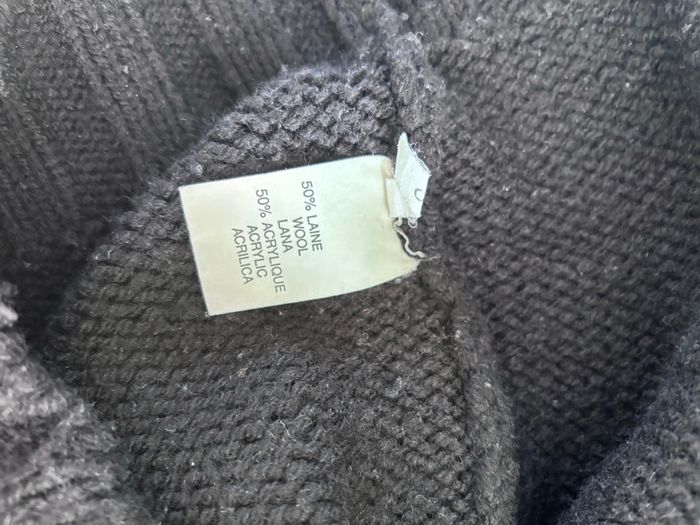 50% LAINE
WOOL
LANA
50% ACRYLIQUE
ACRYLIC
ACRILICA